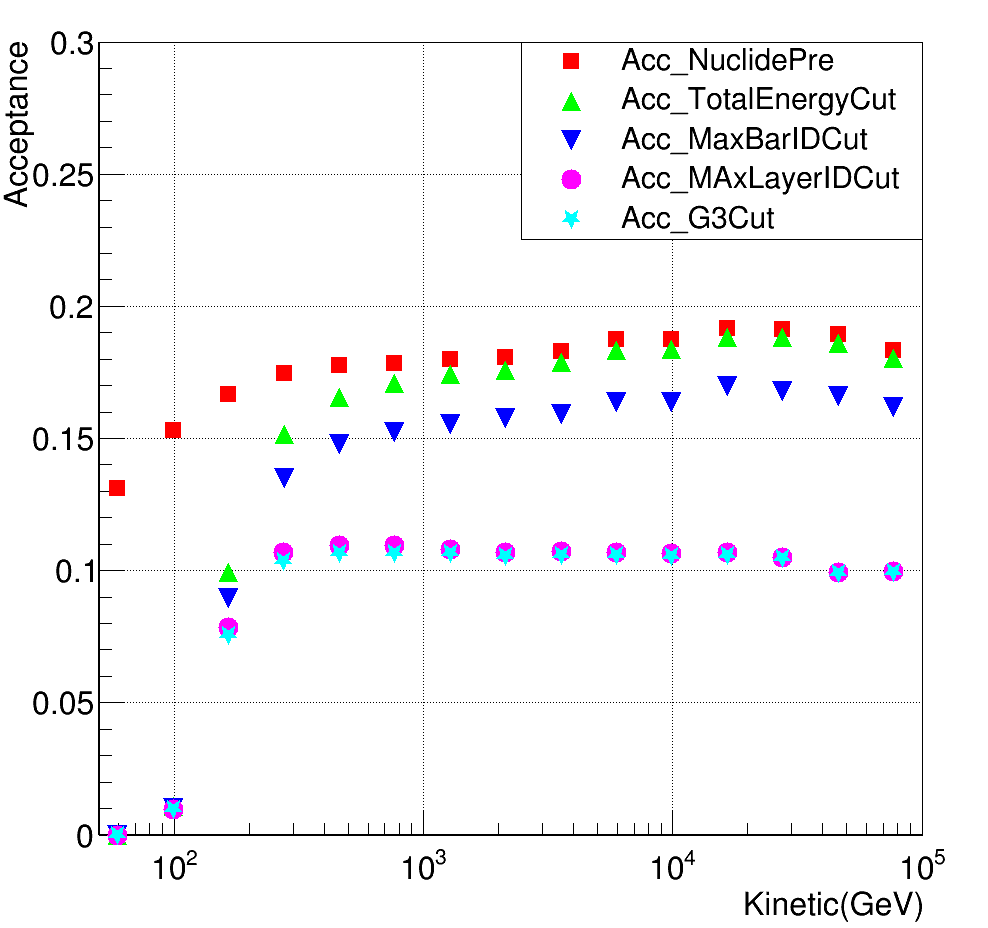 Acceptance
0.3
0.25
0.2
0.15
0.1
0.05
0
Acc_NuclidePre
Acc_TotalEnergyCut
Acc_MaxBarIDCut
Acc_MAxLayerIDCut
Acc_G3Cut
10² 10³ 10⁴ 10⁵
Kinetic(GeV)